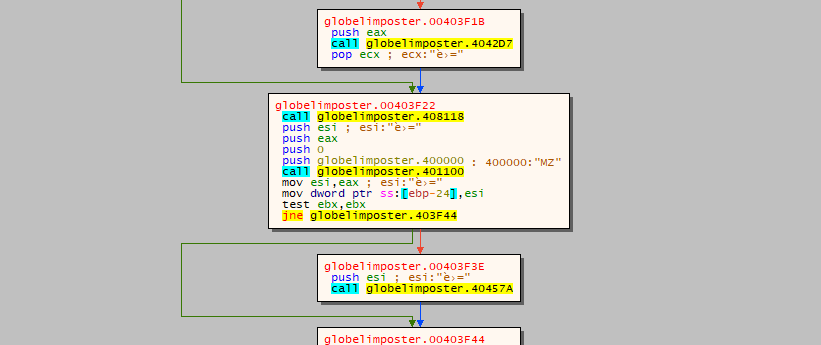 globelimposter.00403F1B
push eax
call globelimposter.4042D7
pop ecx ; ecx:"è›="
globelimposter.00403F22
call globelimposter.408118
push esi ; esi:"è›="
push eax
push 0
push globelimposter.400000 ; 400000:"MZ"
call globelimposter.401100
mov esi,eax ; esi:"è›="
mov dword ptr ss:[ebp-24],esi
test ebx,ebx
jne globelimposter.403F44
globelimposter.00403F3E
push esi ; esi:"è›="
call globelimposter.40457A
globelimposter.00403F44